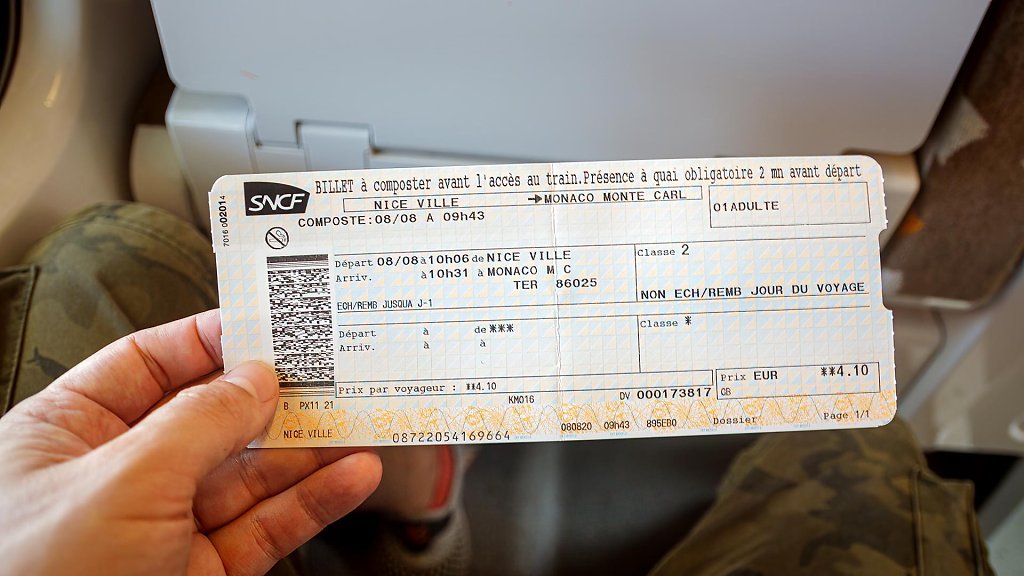 BILLET à composter avant l'accès au train.Présence à quai obligatoire 2 mn avant départ
SNCF
NICE VILLE → MONACO MONTE CARL
01ADULTE
COMPOSTE:08/08 A 09h43
7016 002014
Départ 08/08 à 10h06 de NICE VILLE
Classe 2
Arriv. à 10h31 à MONACO M C
TER 86025
ECH/REMB JUSQUA J-1
NON ECH/REMB JOUR DU VOYAGE
Départ à de ***
Classe *
Arriv. à à
Prix par voyageur : **4.10
Prix EUR **4.10
KM016
DV 000173817
CB
B PX11 21
NICE VILLE
08722054169664
080820 09h43 895EB0
Dossier
Page 1/1